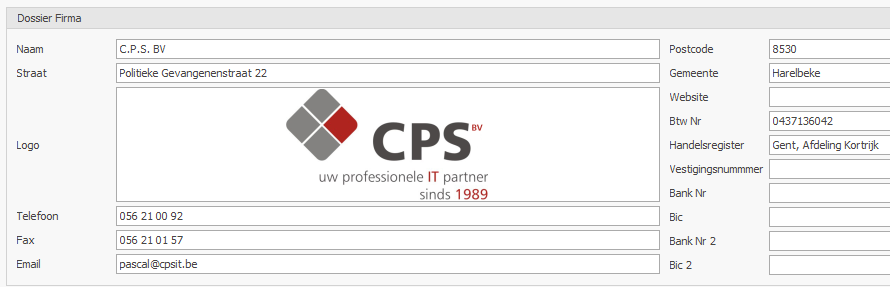 Dossier Firma
Naam C.P.S. BV Postcode 8530
Straat Politieke Gevangenenstraat 22 Gemeente Harelbeke
Website
Btw Nr 0437136042
Logo CPS BV Handelsregister Gent, Afdeling Kortrijk
uw professionele IT partner Vestigingsnummmer
sinds 1989 Bank Nr
Telefoon 056 21 00 92 Bic
Fax 056 21 01 57 Bank Nr 2
Email pascal@cpsit.be Bic 2